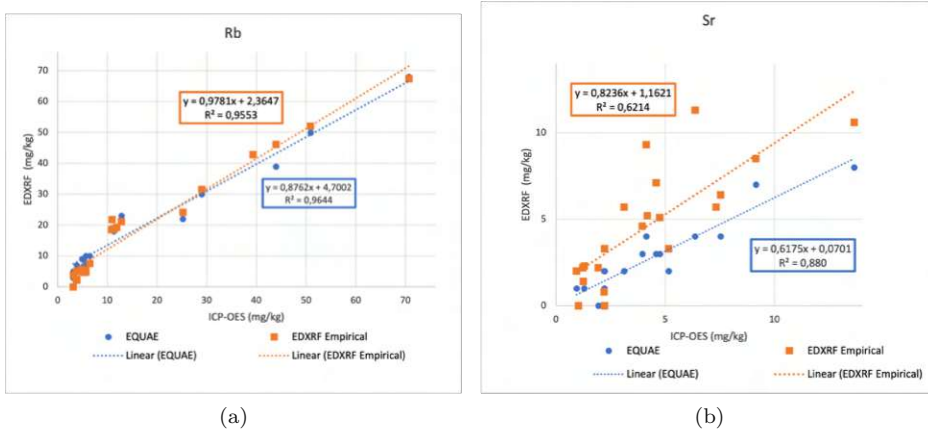 Rb
70
60
50
40
30
20
10
0
EDXRF (mg/kg)
y = 0,9781x + 2,3647
R² = 0,9553
y = 0,8762x + 4,7002
R² = 0,9644
0 10 20 30 40 50 60 70
ICP-OES (mg/kg)
EQUAE EDXRF Empirical
Linear (EQUAE) Linear (EDXRF Empirical)
(a)
Sr
10
5
0
EDXRF (mg/kg)
y = 0,8236x + 1,1621
R² = 0,6214
y = 0,6175x + 0,0701
R² = 0,880
0 5 10
ICP-OES (mg/kg)
EQUAE EDXRF Empirical
Linear (EQUAE) Linear (EDXRF Empirical)
(b)